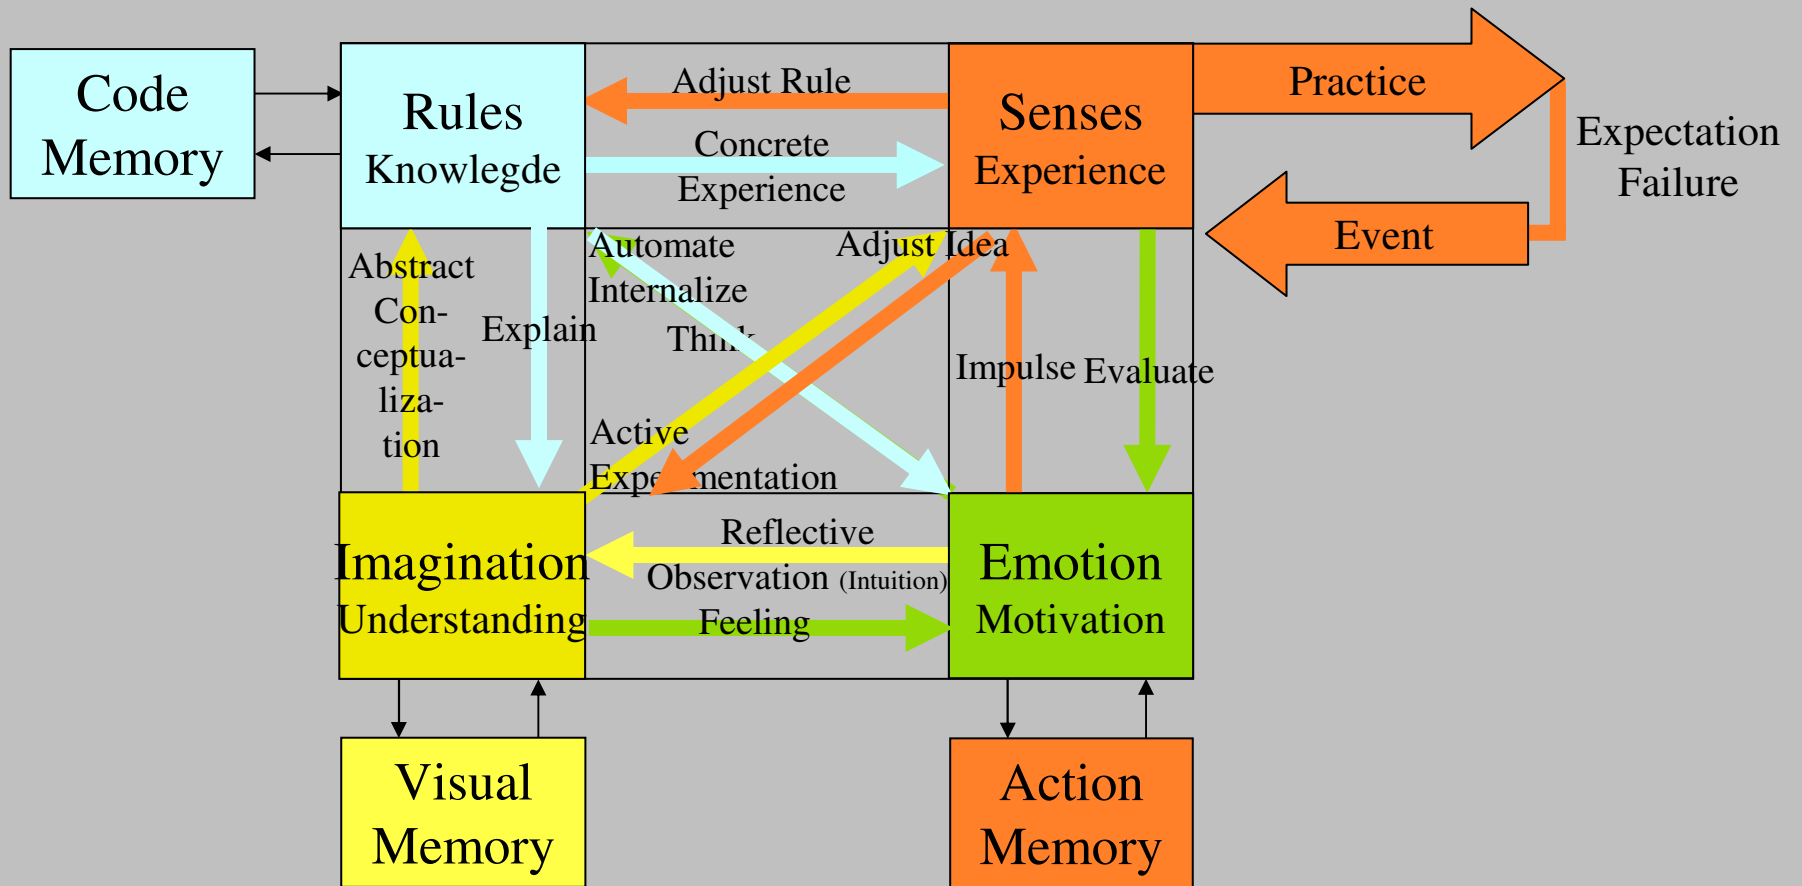 Code
Memory
Rules
Knowlegde
Adjust Rule
Concrete
Experience
Senses
Experience
Practice
Expectation
Failure
Event
Abstract
Con-
ceptua-
liza-
tion
Explain
Automate
Internalize
Think
Adjust Idea
Active
Experimentation
Impulse
Evaluate
Imagination
Understanding
Reflective
Observation (Intuition)
Feeling
Emotion
Motivation
Visual
Memory
Action
Memory